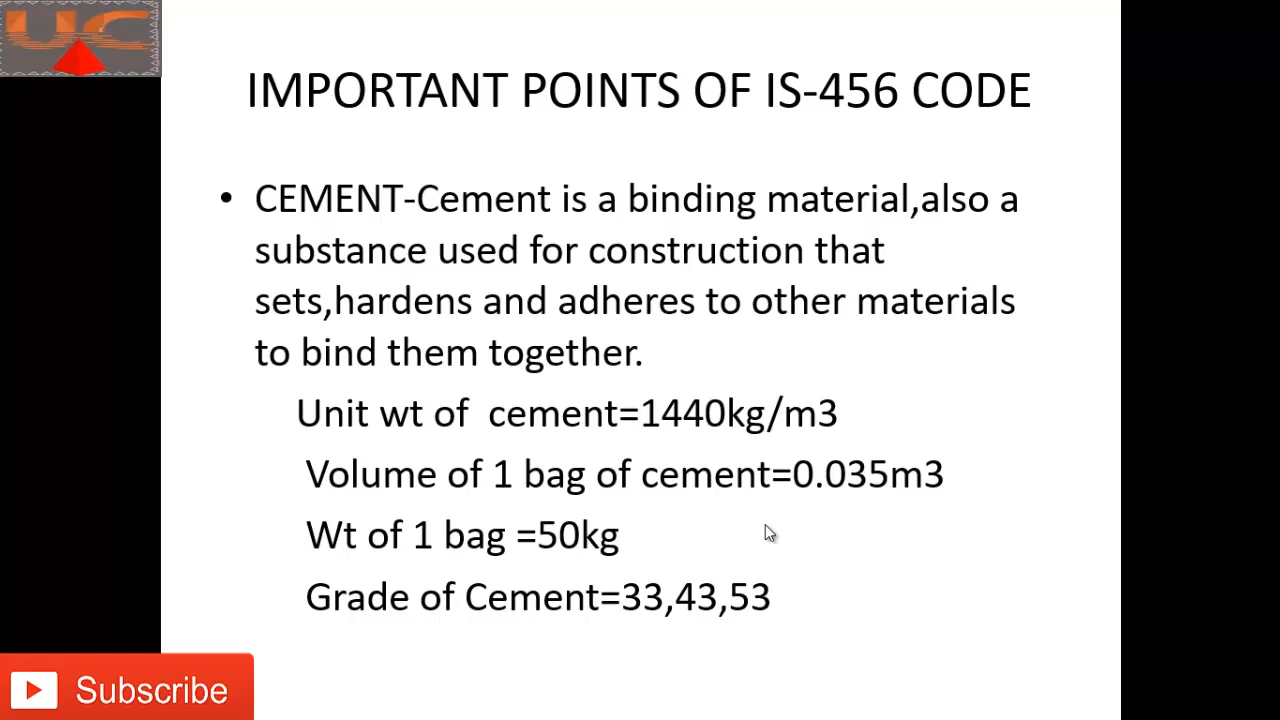 UC
IMPORTANT POINTS OF IS-456 CODE
• CEMENT-Cement is a binding material,also a
substance used for construction that
sets,hardens and adheres to other materials
to bind them together.
Unit wt of cement=1440kg/m3
Volume of 1 bag of cement=0.035m3
Wt of 1 bag =50kg
Grade of Cement=33,43,53
Subscribe